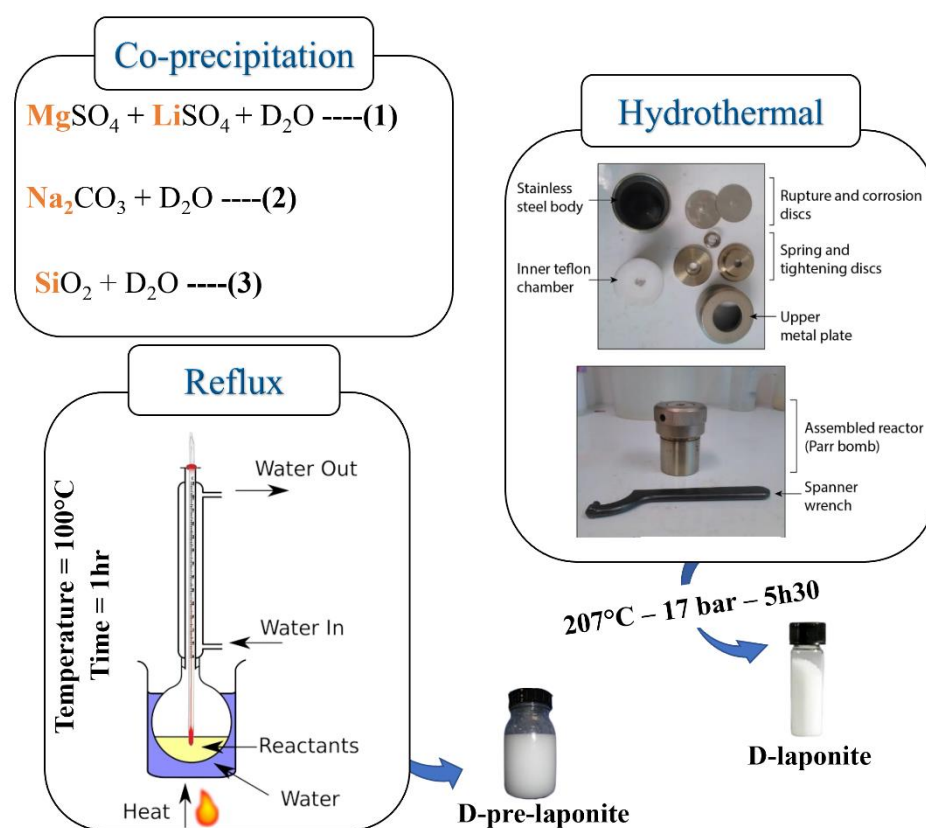 Co-precipitation
MgSO₄ + LiSO₄ + D₂O ----(1)
Na₂CO₃ + D₂O ----(2)
SiO₂ + D₂O ----(3)
Reflux
Temperature = 100°C
Time = 1hr
Water Out
Water In
Reactants
Water
Heat
D-pre-laponite
Hydrothermal
Stainless
steel body
Inner teflon
chamber
Rupture and corrosion
discs
Spring and
tightening discs
Upper
metal plate
Assembled reactor
(Parr bomb)
Spanner
wrench
207°C – 17 bar – 5h30
D-laponite